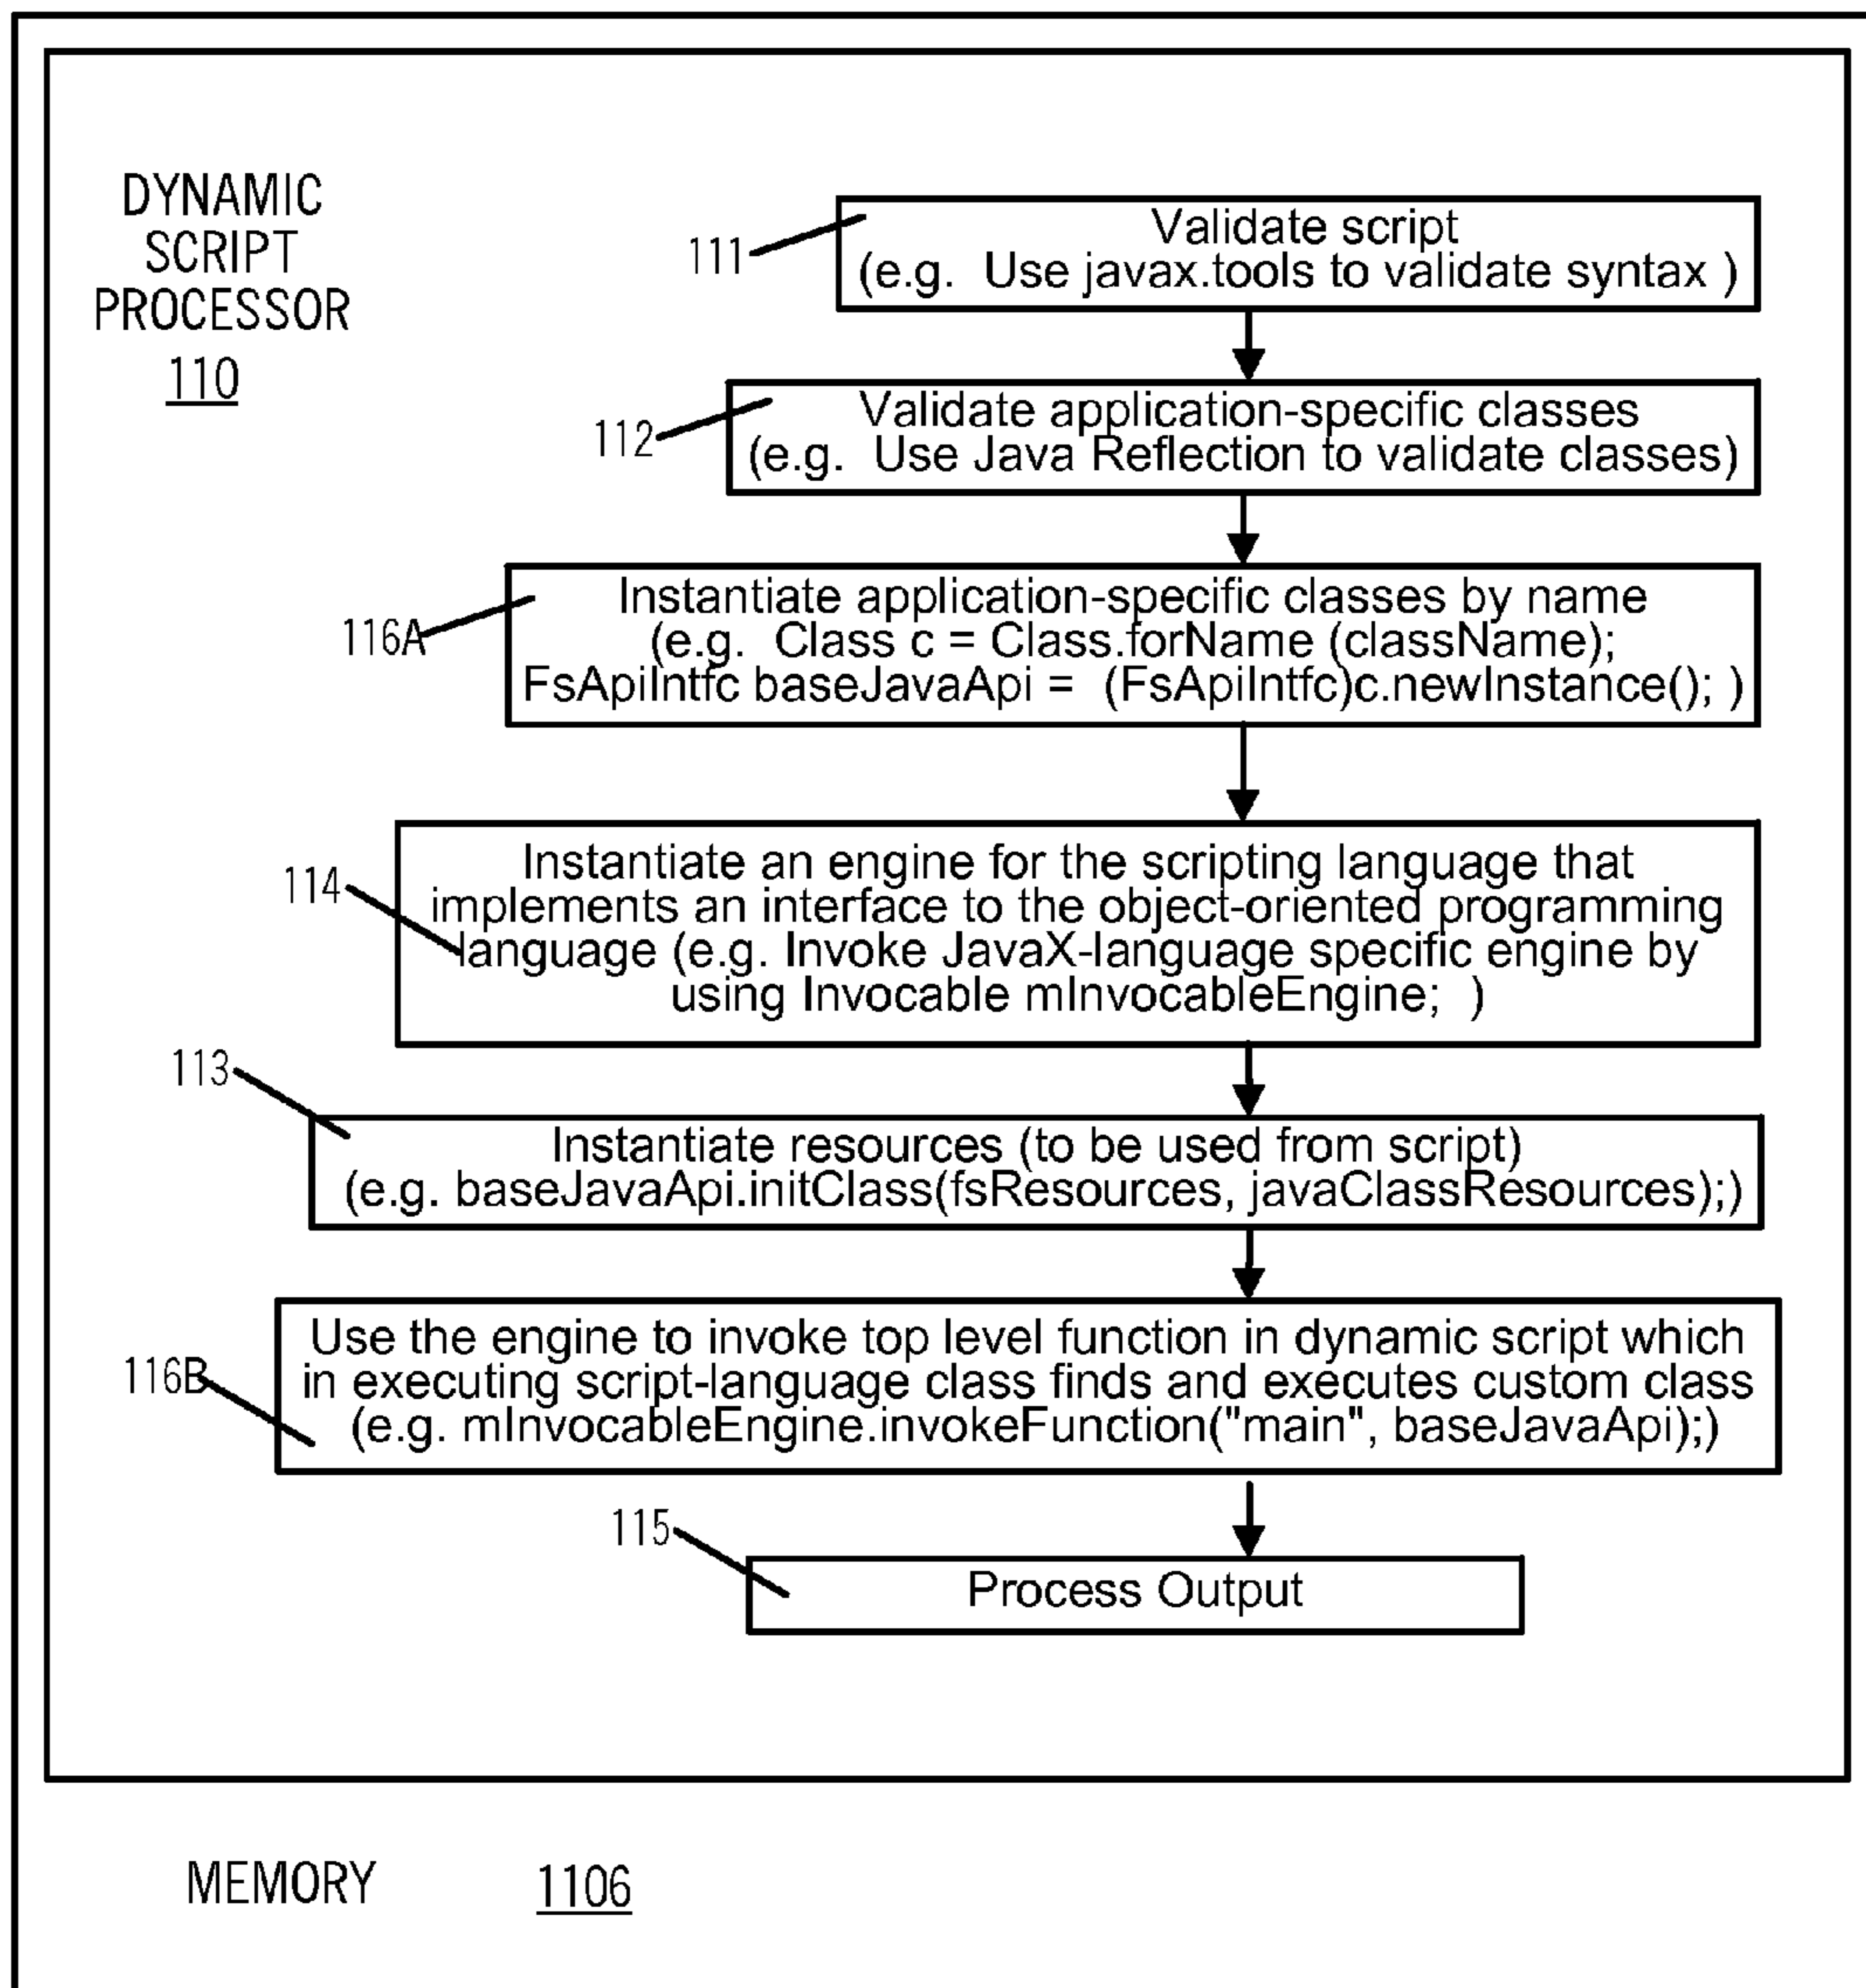 DYNAMIC
SCRIPT
PROCESSOR
110
111
Validate script
(e.g. Use javax.tools to validate syntax )
112
Validate application-specific classes
(e.g. Use Java Reflection to validate classes)
116A
Instantiate application-specific classes by name
(e.g. Class c = Class.forName (className);
FsApiIntfc baseJavaApi = (FsApiIntfc)c.newInstance(); )
114
Instantiate an engine for the scripting language that
implements an interface to the object-oriented programming
language (e.g. Invoke JavaX-language specific engine by
using Invocable mInvocableEngine; )
113
Instantiate resources (to be used from script)
(e.g. baseJavaApi.initClass(fsResources, javaClassResources);)
116B
Use the engine to invoke top level function in dynamic script which
in executing script-language class finds and executes custom class
(e.g. mInvocableEngine.invokeFunction("main", baseJavaApi);)
115
Process Output
MEMORY 1106